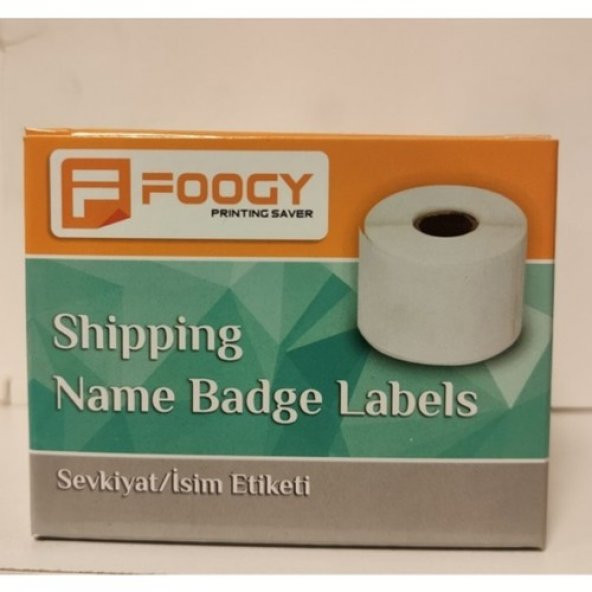 FOOGY
PRINTING SAVER
Shipping
Name Badge Labels
Sevkiyat/İsim Etiketi